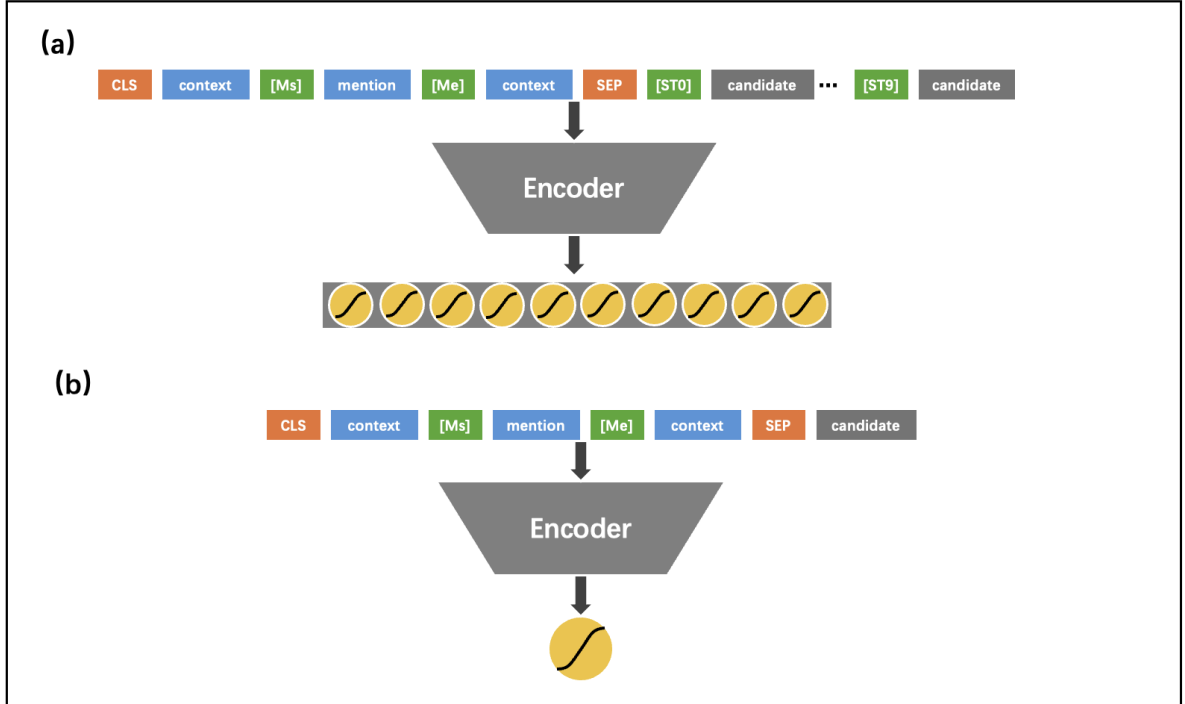 (a)
CLS context [Ms] mention [Me] context SEP [ST0] candidate ... [ST9] candidate
Encoder
(b)
CLS context [Ms] mention [Me] context SEP candidate
Encoder